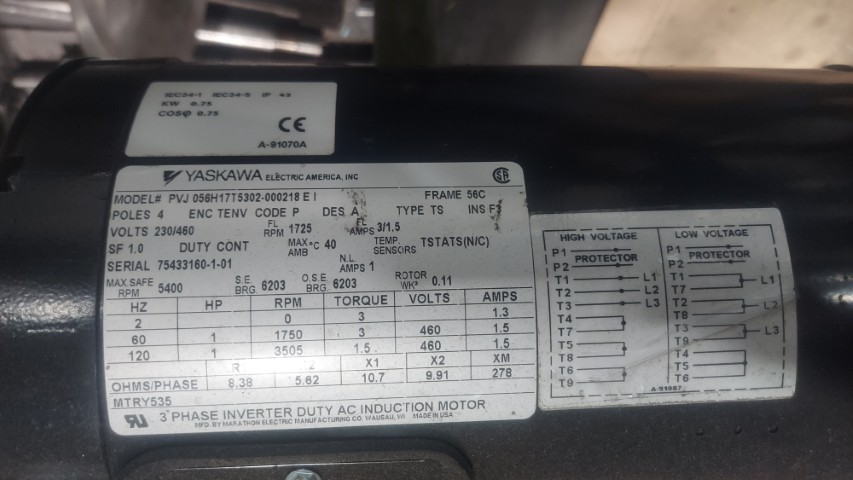 IEC34-1 IEC34-5 IP 43
KW 0.75
COSφ 0.75
CE
A-91070A
YASKAWA ELECTRIC AMERICA, INC
MODEL# PVJ 056H17T5302-000218 E I FRAME 56C
POLES 4 ENC TENV CODE P DES A TYPE TS INS F3
VOLTS 230/460 FL RPM 1725 FL AMPS 3/1.5
SF 1.0 DUTY CONT MAX °C AMB 40 TEMP. SENSORS TSTATS(N/C)
SERIAL 75433160-1-01 N.L. AMPS 1
MAX.SAFE RPM 5400 S.E BRG. 6203 O.S.E BRG. 6203 ROTOR WK² 0.11
HZ HP RPM TORQUE VOLTS AMPS
2 0 3 1.3
60 1 1750 3 460 1.5
120 1 3505 1.5 460 1.5
X1 X2 XM
OHMS/PHASE 8.38 5.62 10.7 9.91 278
MTRY535
3 PHASE INVERTER DUTY AC INDUCTION MOTOR
MFD. BY MARATHON ELECTRIC MANUFACTURING CO. WAUSAU, WI MADE IN USA
HIGH VOLTAGE LOW VOLTAGE
P1 P1
PROTECTOR PROTECTOR
P2 P2
T1 L1 T1
T2 L2 T7 L1
T3 L3 T2
T4 T8 L2
T7 T3
T5 T9 L3
T8 T4
T6 T5
T9 T6
A-91087